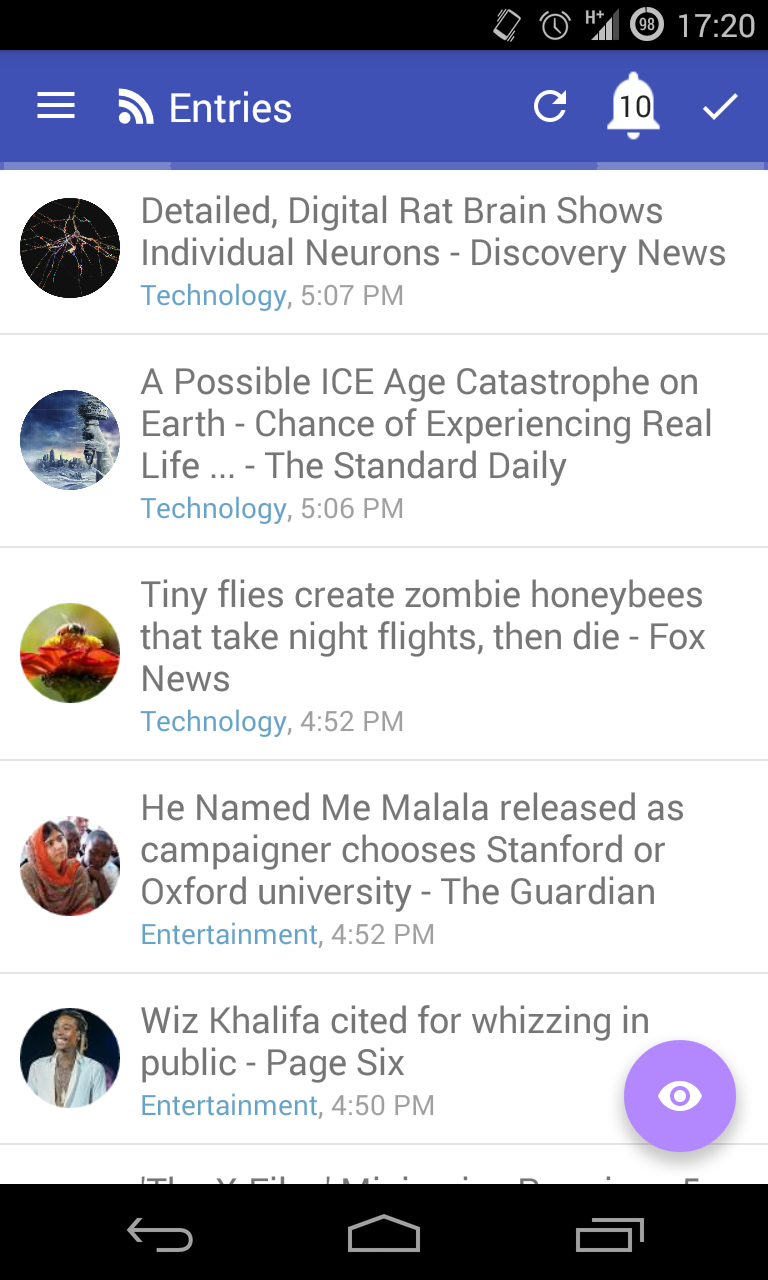 H+ 98 17:20
Entries 10
Detailed, Digital Rat Brain Shows
Individual Neurons - Discovery News
Technology, 5:07 PM
A Possible ICE Age Catastrophe on
Earth - Chance of Experiencing Real
Life ... - The Standard Daily
Technology, 5:06 PM
Tiny flies create zombie honeybees
that take night flights, then die - Fox
News
Technology, 4:52 PM
He Named Me Malala released as
campaigner chooses Stanford or
Oxford university - The Guardian
Entertainment, 4:52 PM
Wiz Khalifa cited for whizzing in
public - Page Six
Entertainment, 4:50 PM